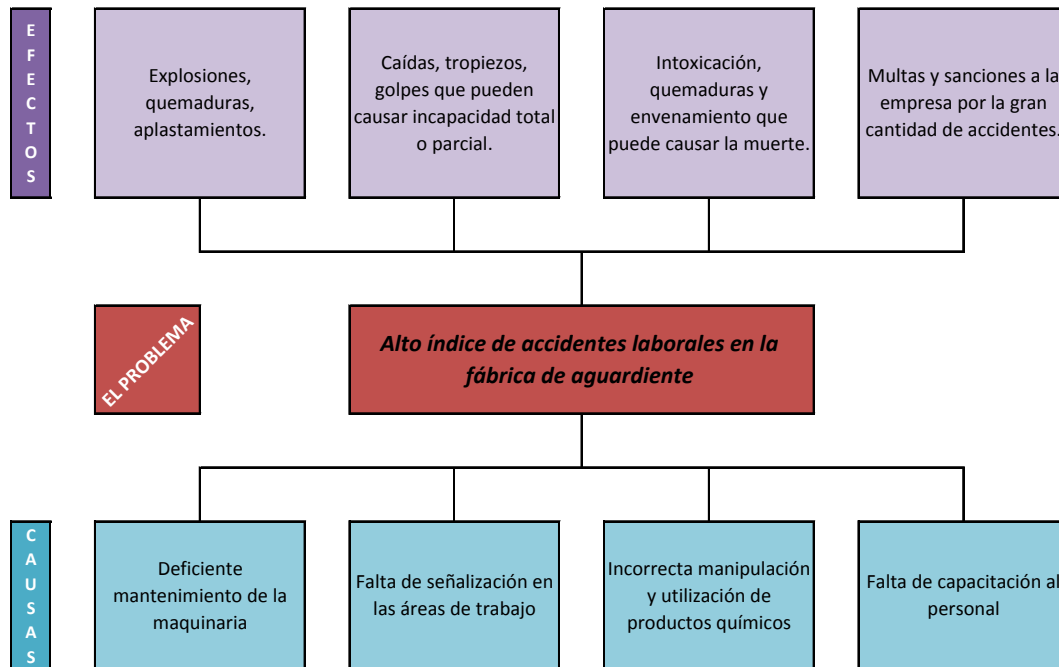 EFECTOS
Explosiones,
quemaduras,
aplastamientos.
Caídas, tropiezos,
golpes que pueden
causar incapacidad total
o parcial.
Intoxicación,
quemaduras y
envenamiento que
puede causar la muerte.
Multas y sanciones a la
empresa por la gran
cantidad de accidentes.
EL PROBLEMA
Alto índice de accidentes laborales en la
fábrica de aguardiente
CAUSAS
Deficiente
mantenimiento de la
maquinaria
Falta de señalización en
las áreas de trabajo
Incorrecta manipulación
y utilización de
productos químicos
Falta de capacitación al
personal